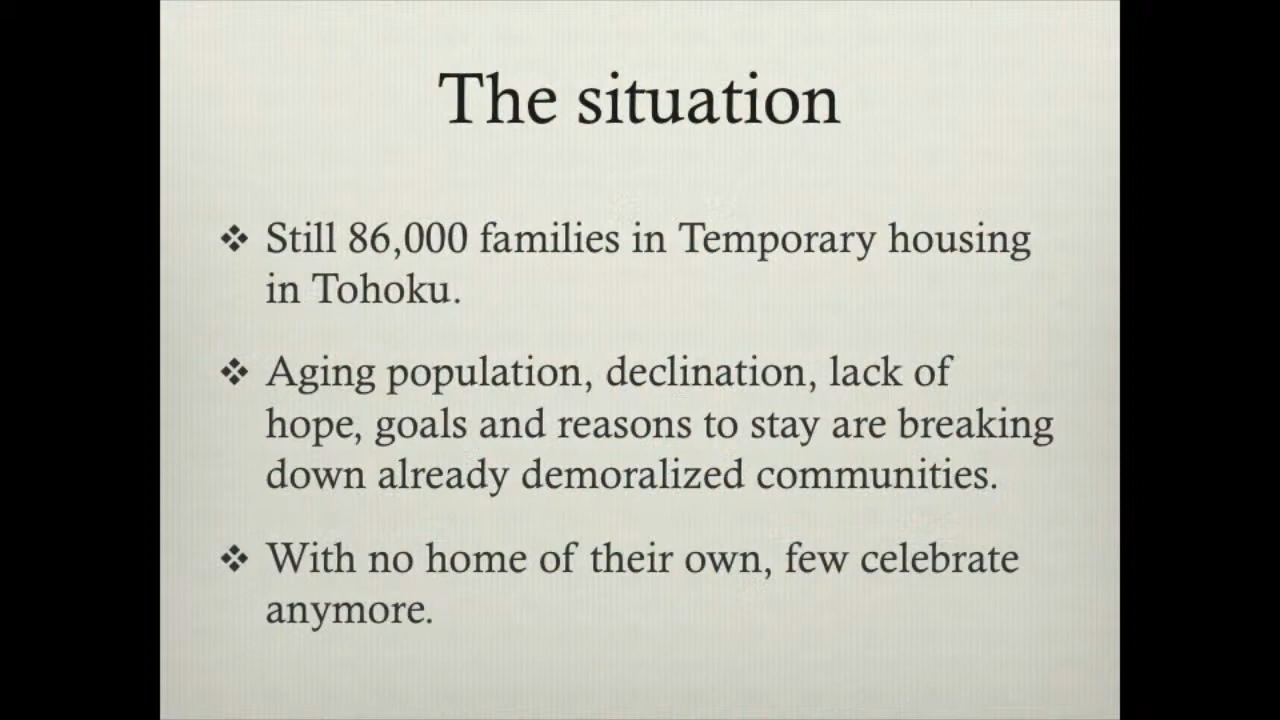 The situation
❖ Still 86,000 families in Temporary housing
in Tohoku.
❖ Aging population, declination, lack of
hope, goals and reasons to stay are breaking
down already demoralized communities.
❖ With no home of their own, few celebrate
anymore.